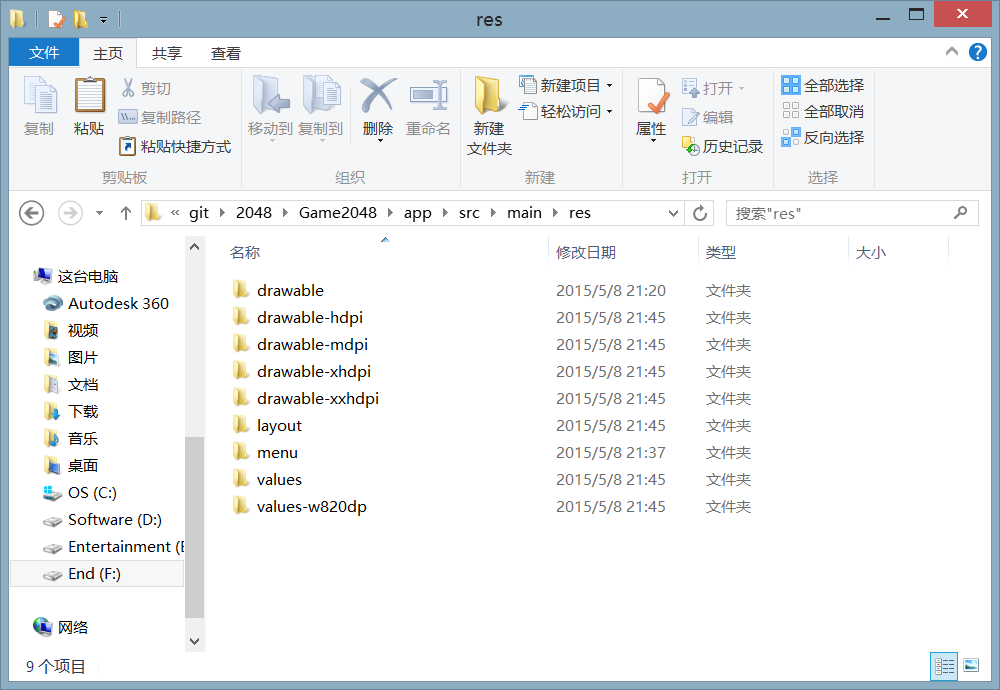 res
文件 主页 共享 查看
复制 粘贴 剪切 复制路径 粘贴快捷方式
剪贴板
移动到 复制到 删除 重命名
组织
新建文件夹 新建项目 轻松访问
新建
属性 打开 编辑 历史记录
打开
全部选择 全部取消 反向选择
选择
« git 2048 Game2048 app src main res
搜索"res"
名称 修改日期 类型 大小
这台电脑
Autodesk 360
视频
图片
文档
下载
音乐
桌面
OS (C:)
Software (D:)
Entertainment (E
End (F:)
网络
drawable 2015/5/8 21:20 文件夹
drawable-hdpi 2015/5/8 21:45 文件夹
drawable-mdpi 2015/5/8 21:45 文件夹
drawable-xhdpi 2015/5/8 21:45 文件夹
drawable-xxhdpi 2015/5/8 21:45 文件夹
layout 2015/5/8 21:45 文件夹
menu 2015/5/8 21:37 文件夹
values 2015/5/8 21:45 文件夹
values-w820dp 2015/5/8 21:45 文件夹
9 个项目